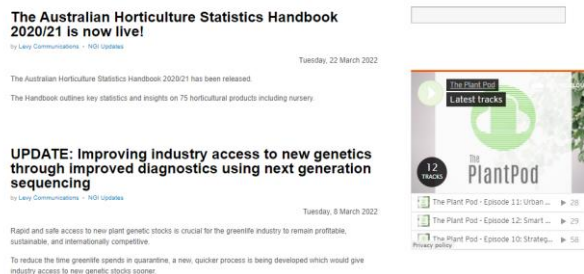 The Australian Horticulture Statistics Handbook
2020/21 is now live!
by Lexy Communications - NGI Updates
Tuesday, 22 March 2022
The Australian Horticulture Statistics Handbook 2020/21 has been released.
The Handbook outlines key statistics and insights on 75 horticultural products including nursery.
UPDATE: Improving industry access to new genetics
through improved diagnostics using next generation
sequencing
by Lexy Communications - NGI Updates
Tuesday, 8 March 2022
Rapid and safe access to new plant genetic stocks is crucial for the greenlife industry to remain profitable,
sustainable, and internationally competitive.
To reduce the time greenlife spends in quarantine, a new, quicker process is being developed which would give
industry access to new genetic stocks sooner.
The Plant Pod
Latest tracks
12
TRACKS
The
PlantPod
The Plant Pod - Episode 11: Urban ... 28
The Plant Pod - Episode 12: Smart ... 29
The Plant Pod - Episode 10: Strateg... 58
Privacy policy